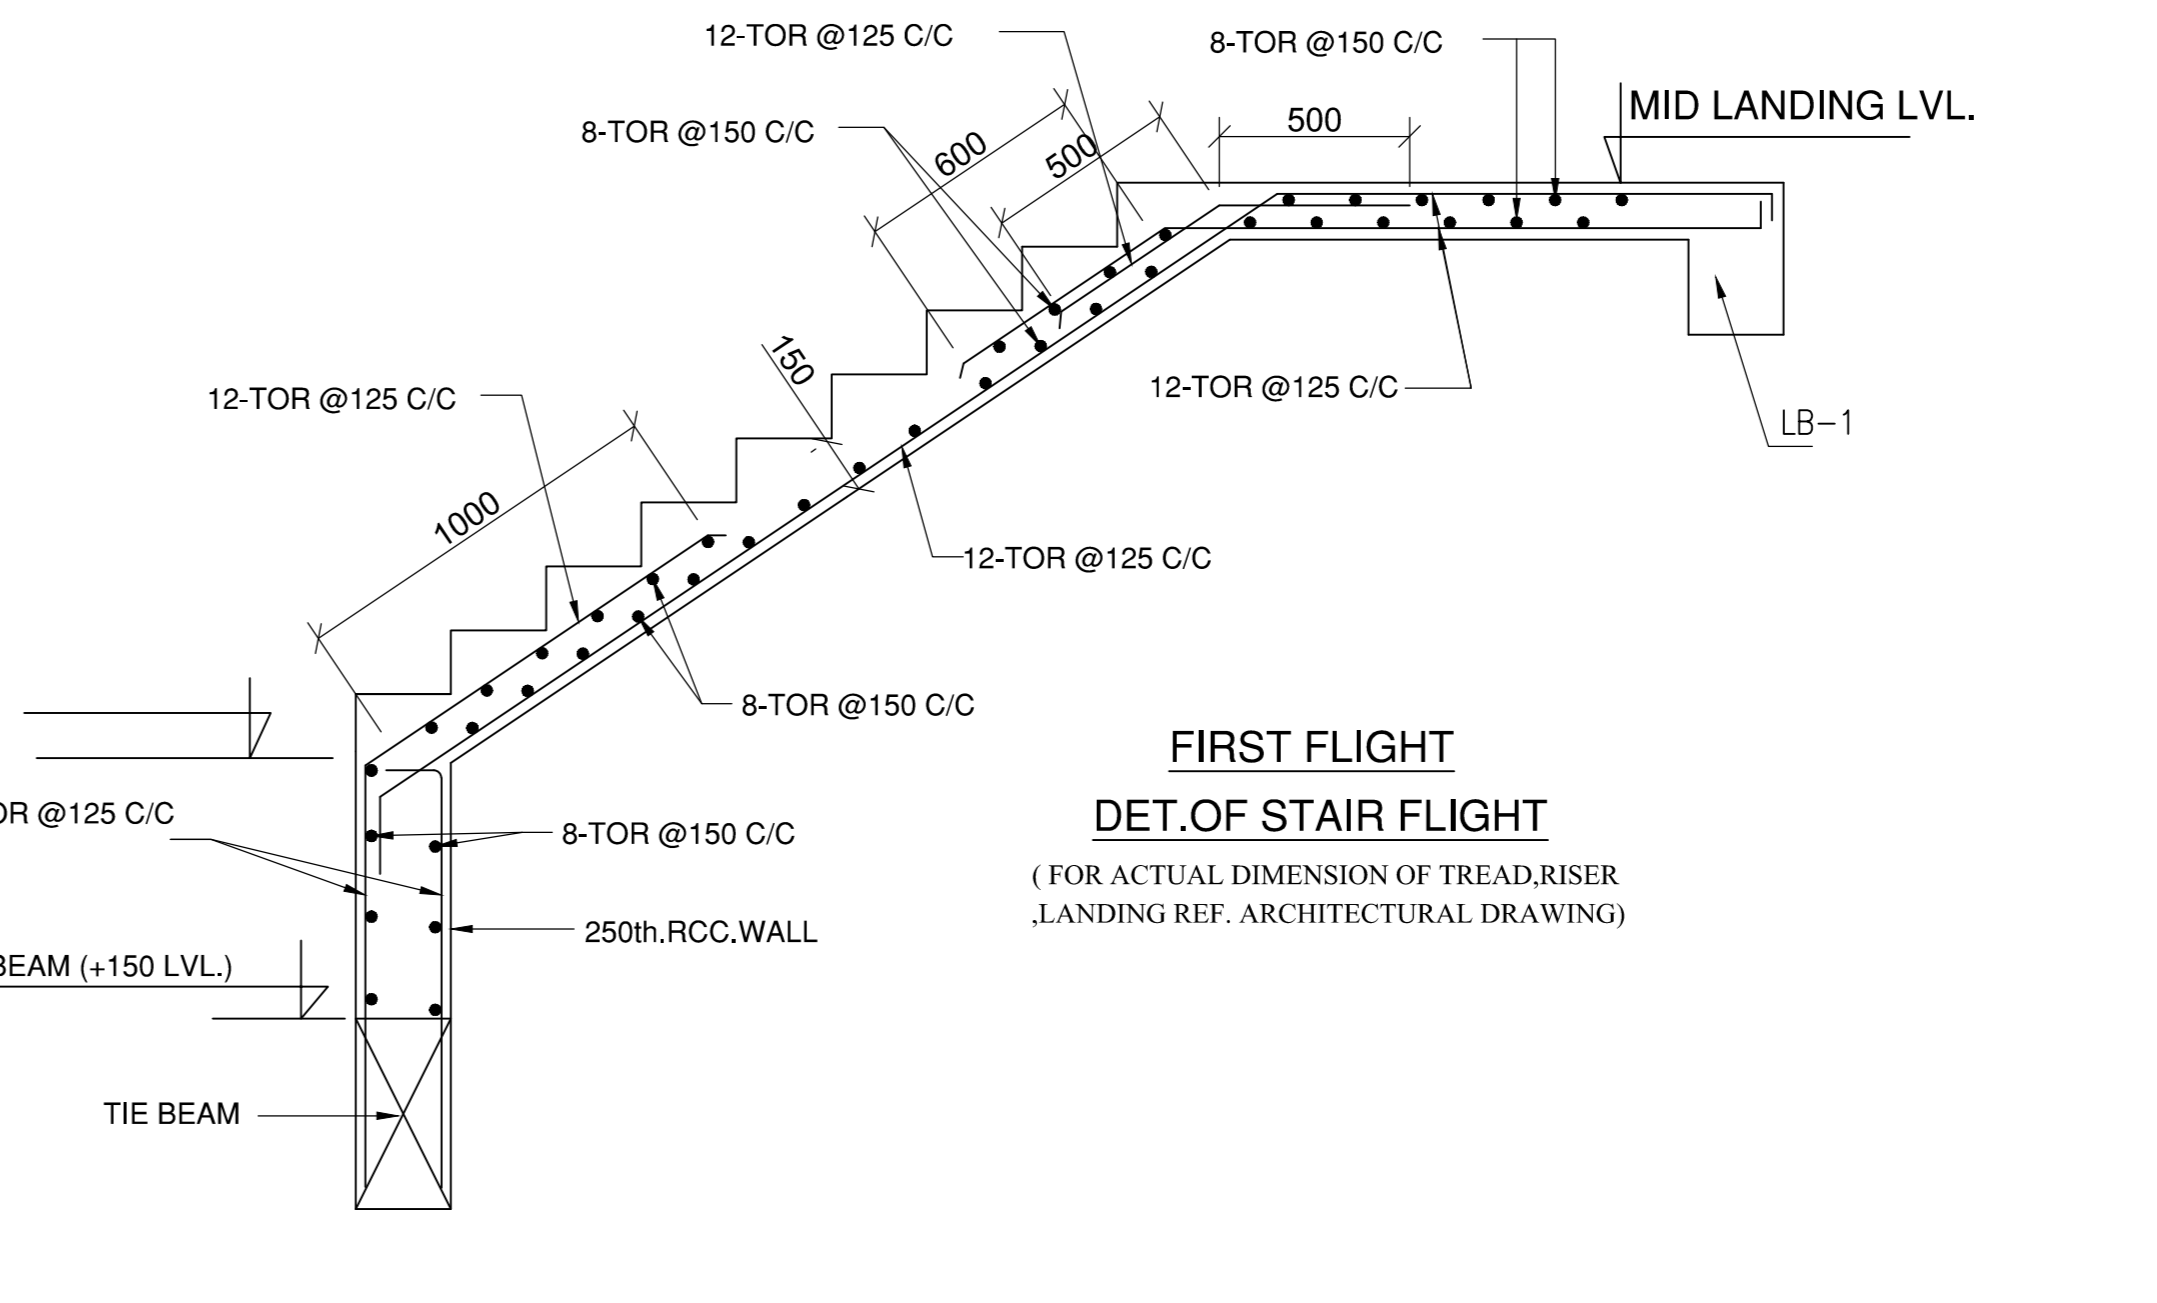 12-TOR @125 C/C
8-TOR @150 C/C
MID LANDING LVL.
8-TOR @150 C/C
600
500
500
150
12-TOR @125 C/C
12-TOR @125 C/C
LB-1
1000
12-TOR @125 C/C
8-TOR @150 C/C
FIRST FLIGHT
DET.OF STAIR FLIGHT
( FOR ACTUAL DIMENSION OF TREAD,RISER
,LANDING REF. ARCHITECTURAL DRAWING)
OR @125 C/C
8-TOR @150 C/C
250th.RCC.WALL
BEAM (+150 LVL.)
TIE BEAM